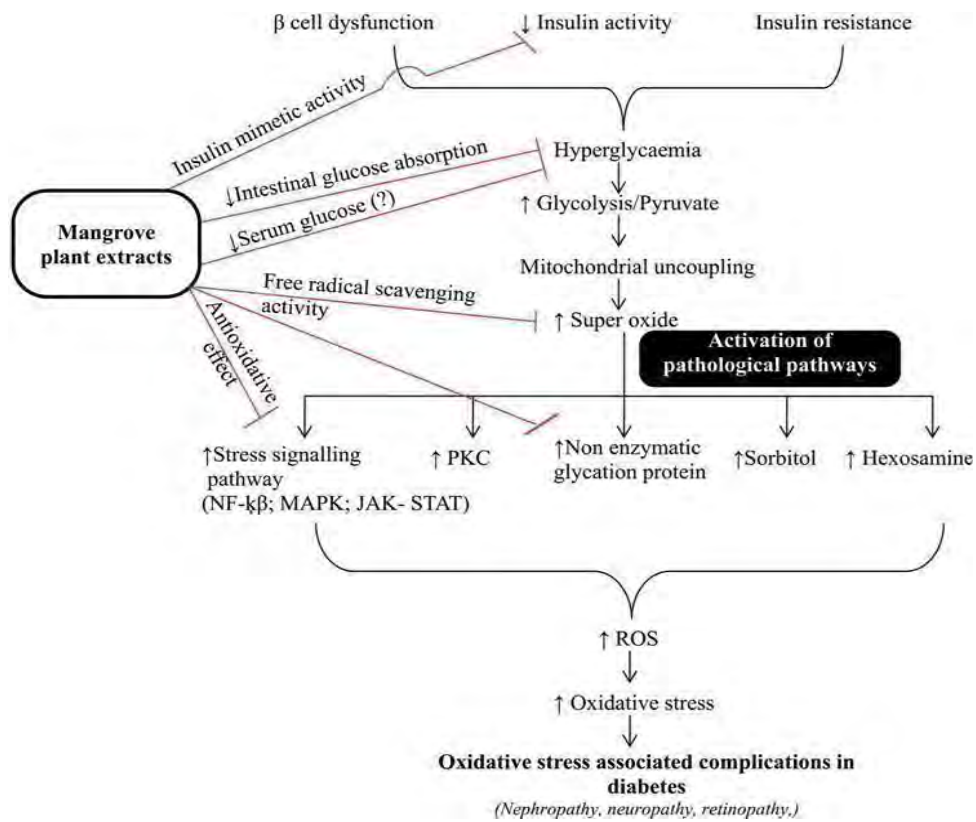 β cell dysfunction
↓ Insulin activity
Insulin resistance
Insulin mimetic activity
↓Intestinal glucose absorption
↓Serum glucose (?)
Hyperglycaemia
↑ Glycolysis/Pyruvate
Mangrove
plant extracts
Mitochondrial uncoupling
Free radical scavenging
activity
↑ Super oxide
Antioxidative
effect
Activation of
pathological pathways
↑Stress signalling
pathway
(NF-ķβ; MAPK; JAK- STAT)
↑ PKC
↑Non enzymatic
glycation protein
↑Sorbitol
↑ Hexosamine
↑ ROS
↑ Oxidative stress
Oxidative stress associated complications in
diabetes
(Nephropathy, neuropathy, retinopathy,)